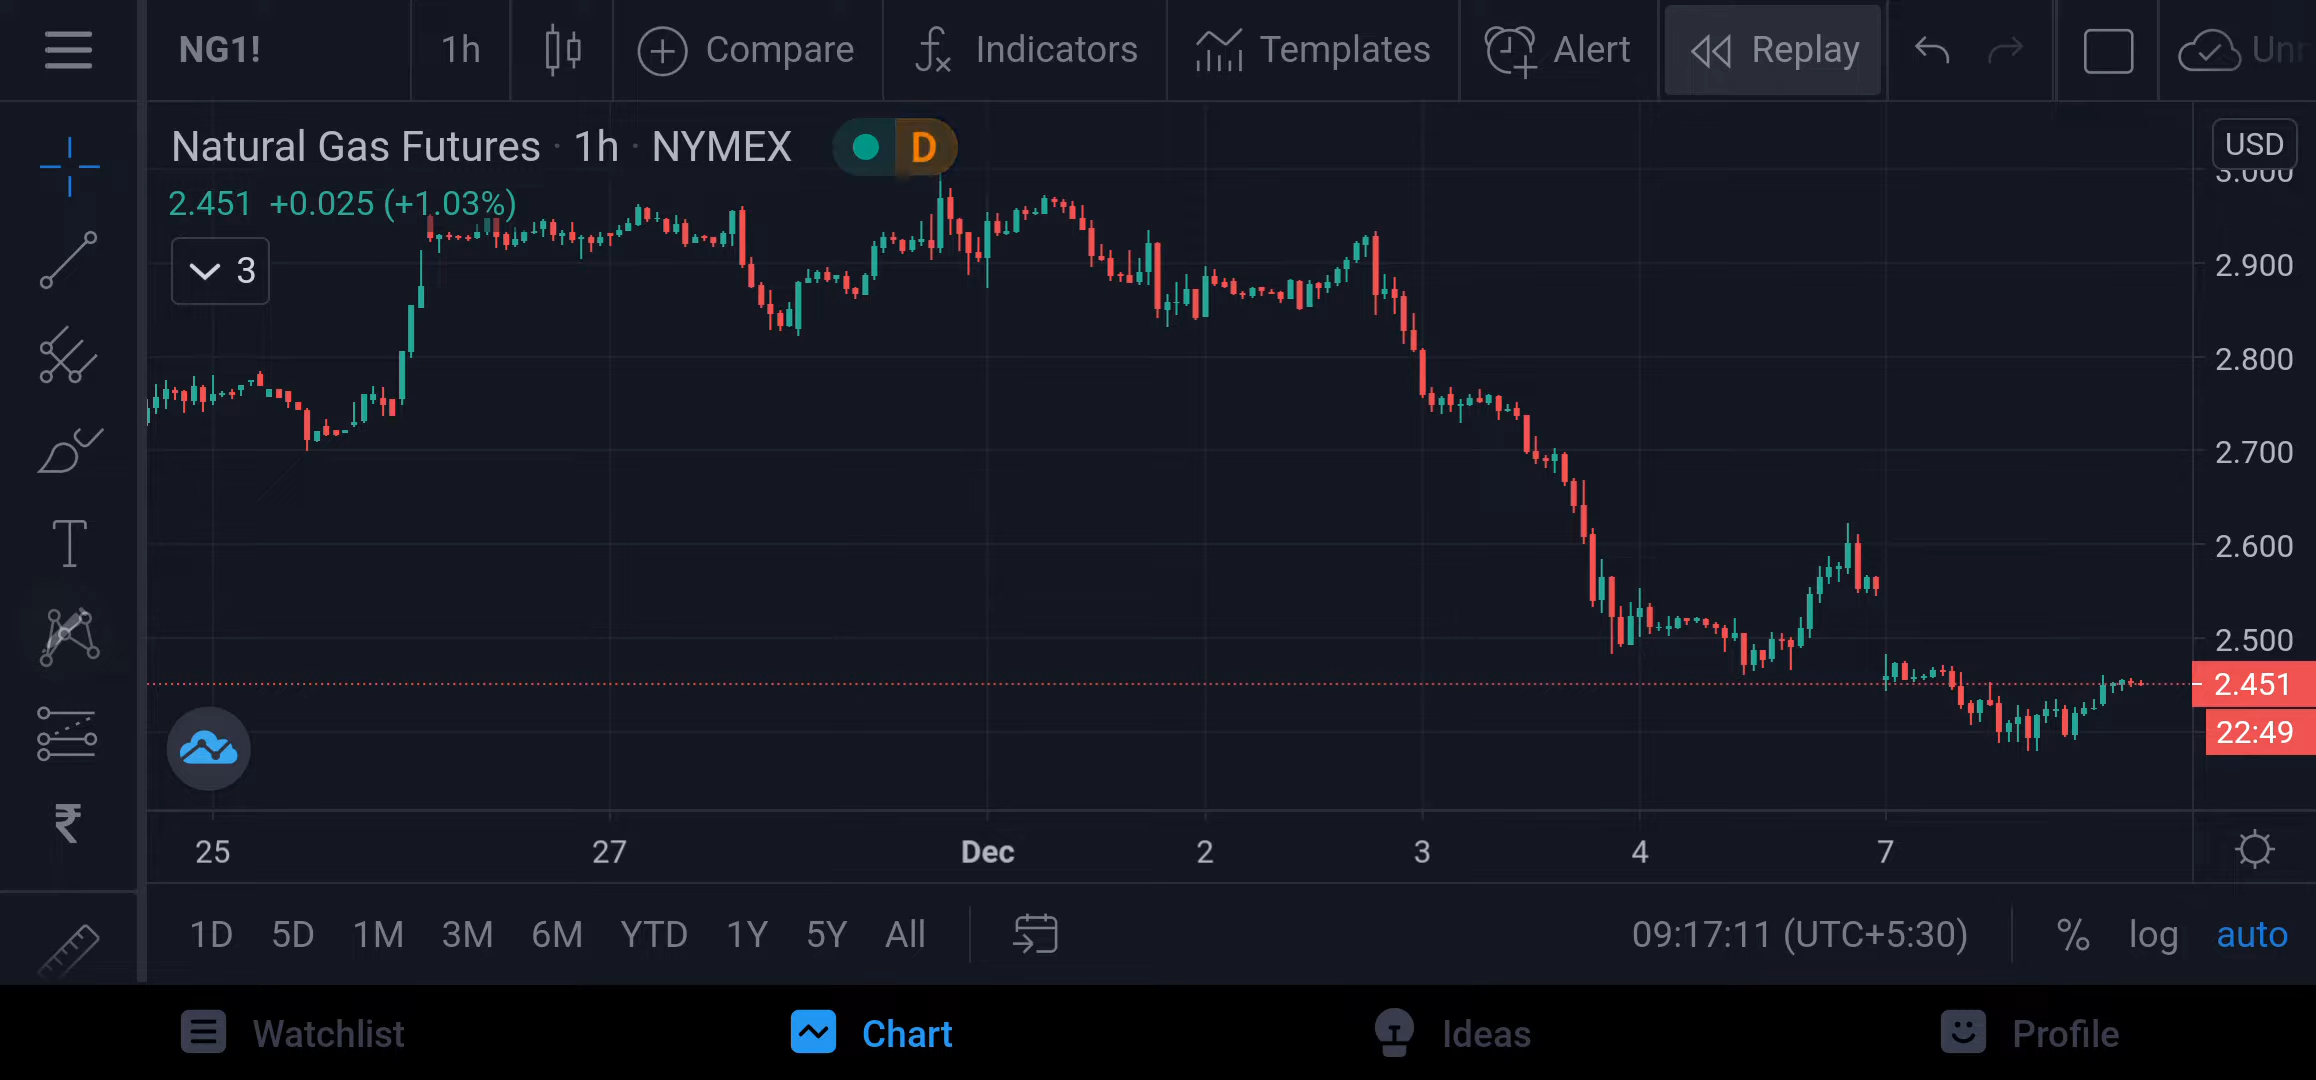 NG1! 1h Compare Indicators Templates Alert Replay
Natural Gas Futures · 1h · NYMEX D
USD
2.451 +0.025 (+1.03%)
3
3.000
2.900
2.800
2.700
2.600
2.500
2.451
22:49
T
₹
25 27 Dec 2 3 4 7
1D 5D 1M 3M 6M YTD 1Y 5Y All 09:17:11 (UTC+5:30) % log auto
Watchlist Chart Ideas Profile